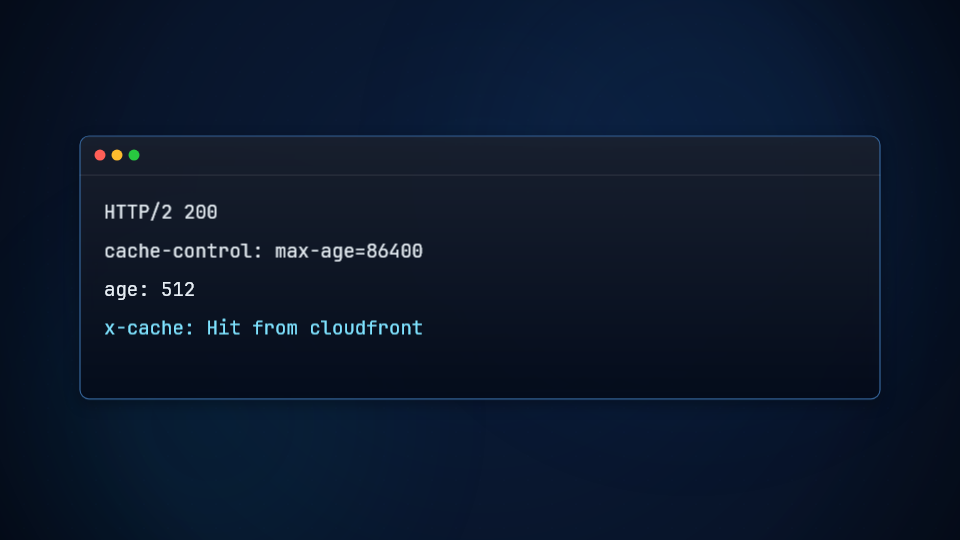 HTTP/2 200
cache-control: max-age=86400
age: 512
x-cache: Hit from cloudfront